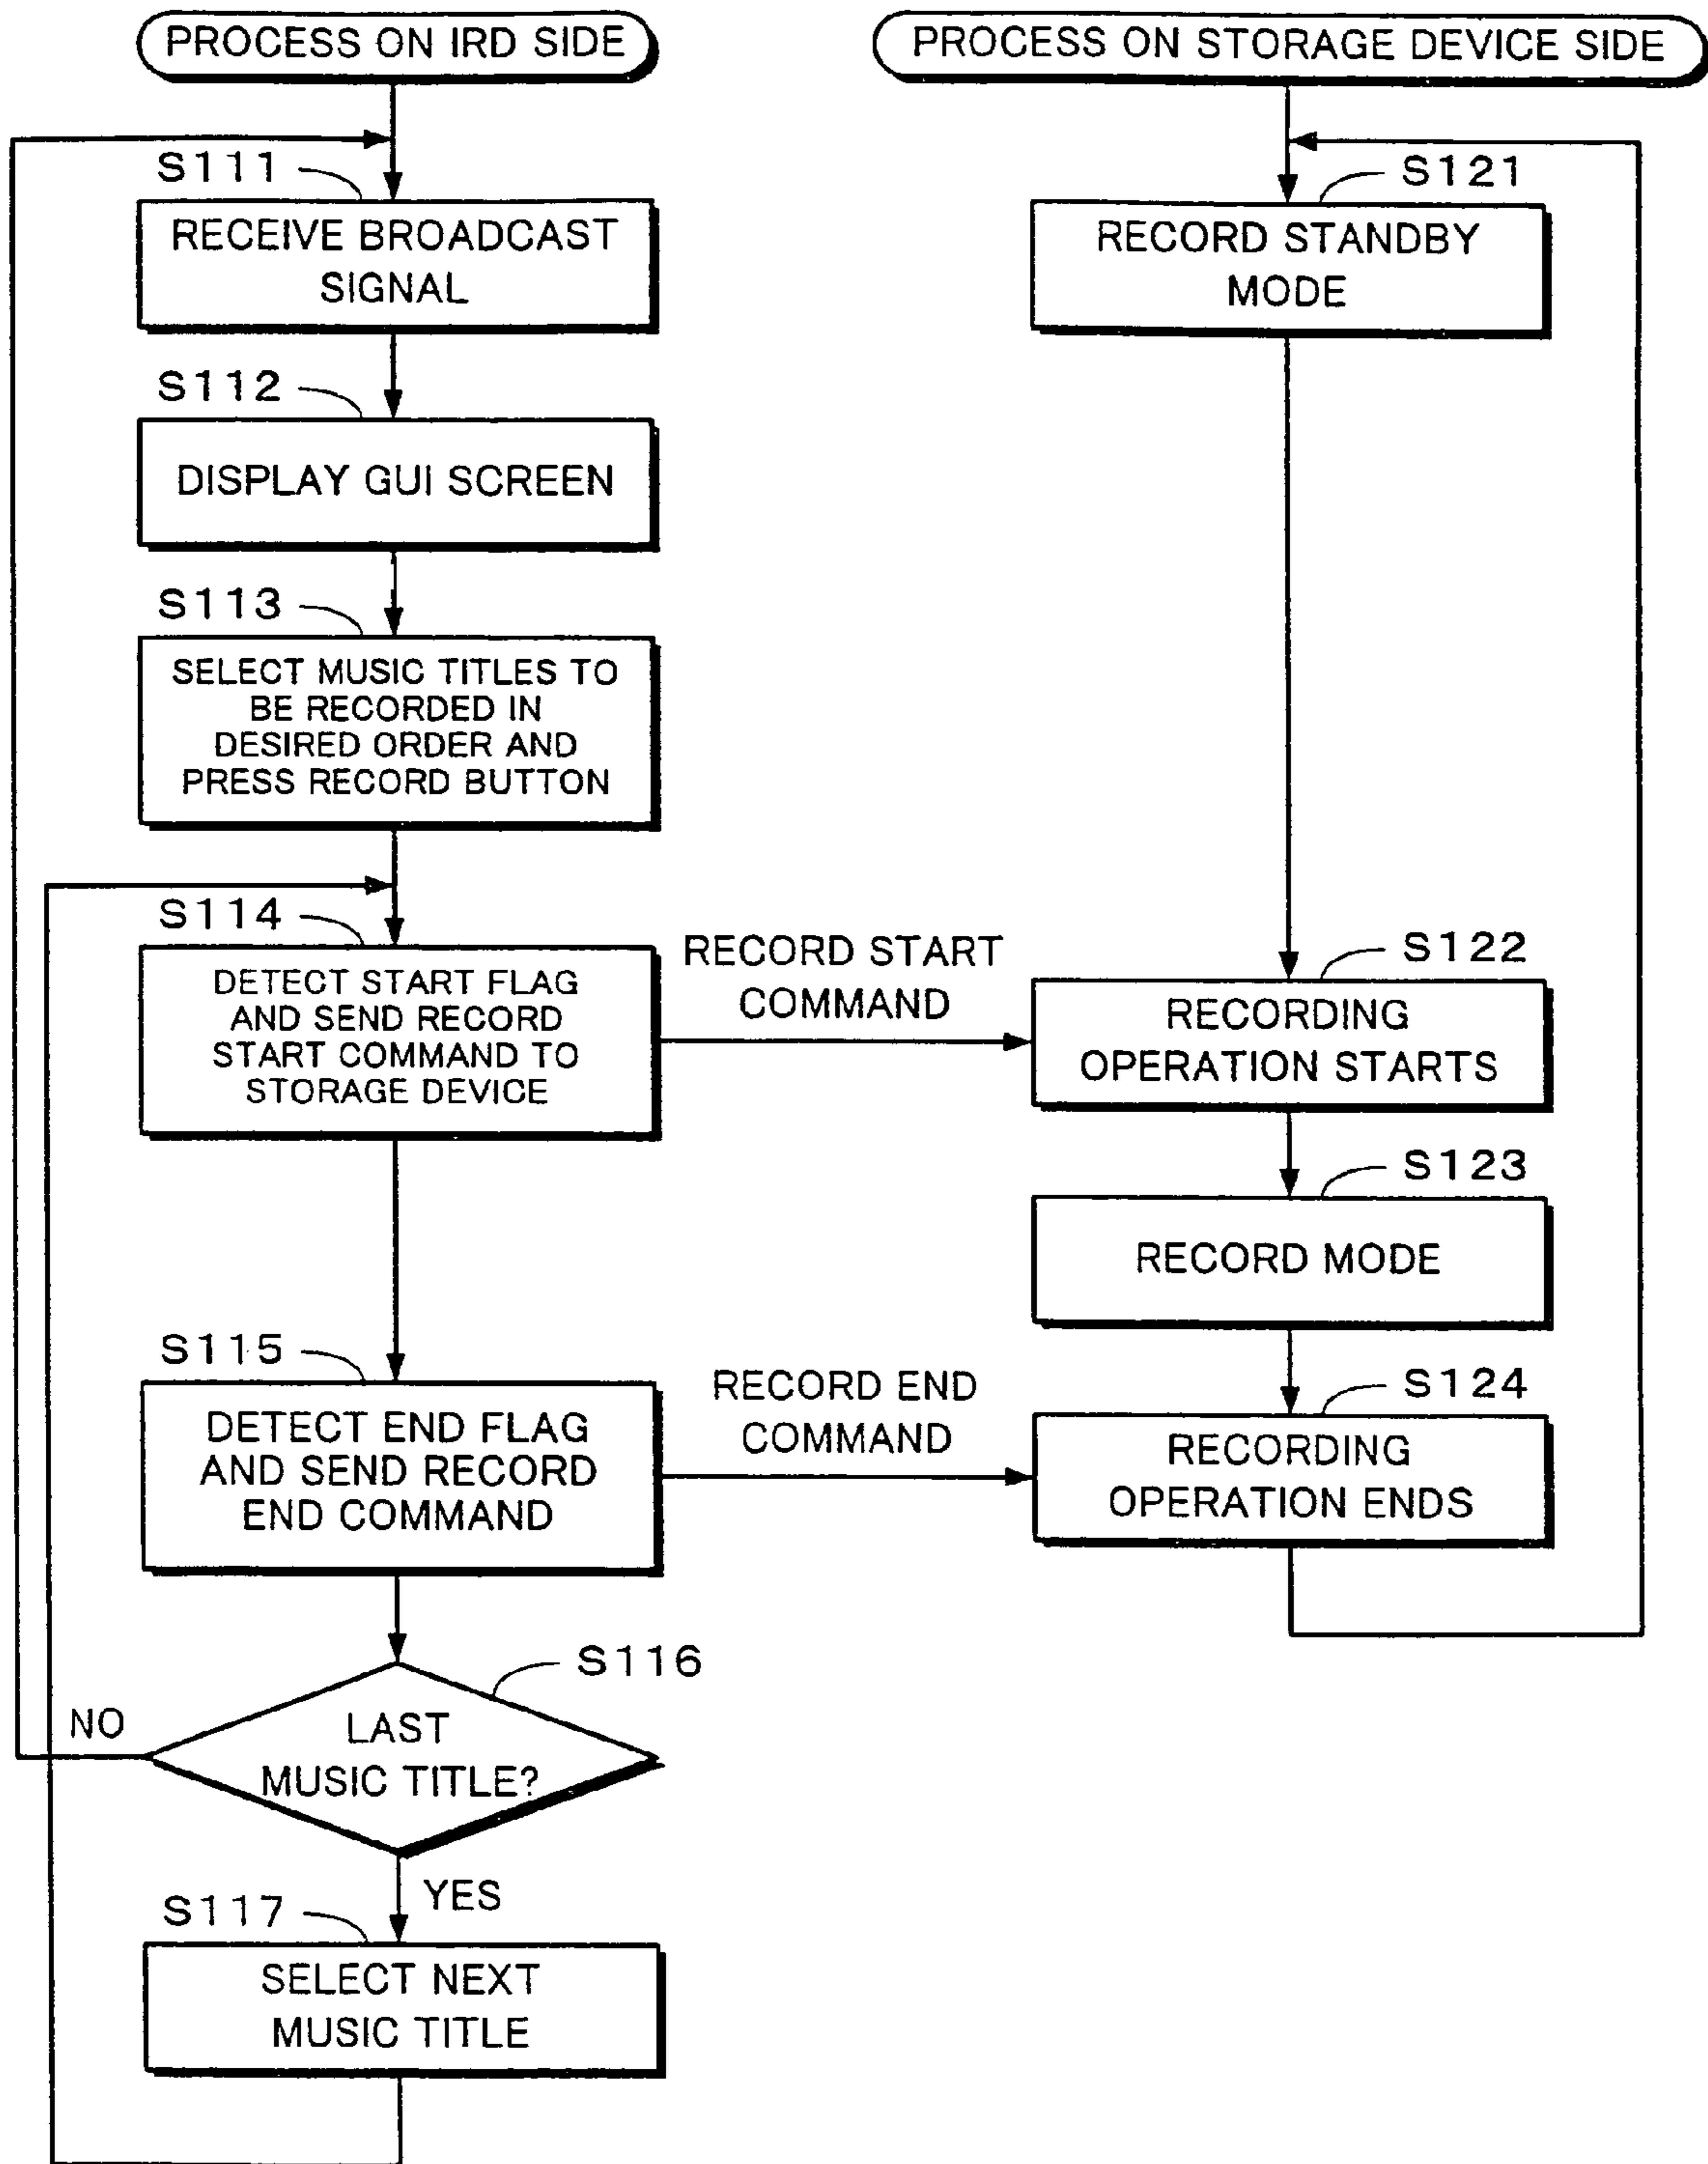 PROCESS ON IRD SIDE
S111
RECEIVE BROADCAST
SIGNAL
S112
DISPLAY GUI SCREEN
S113
SELECT MUSIC TITLES TO
BE RECORDED IN
DESIRED ORDER AND
PRESS RECORD BUTTON
S114
DETECT START FLAG
AND SEND RECORD
START COMMAND TO
STORAGE DEVICE
RECORD START
COMMAND
S115
DETECT END FLAG
AND SEND RECORD
END COMMAND
RECORD END
COMMAND
S116
LAST
MUSIC TITLE?
NO
YES
S117
SELECT NEXT
MUSIC TITLE
PROCESS ON STORAGE DEVICE SIDE
S121
RECORD STANDBY
MODE
S122
RECORDING
OPERATION STARTS
S123
RECORD MODE
S124
RECORDING
OPERATION ENDS